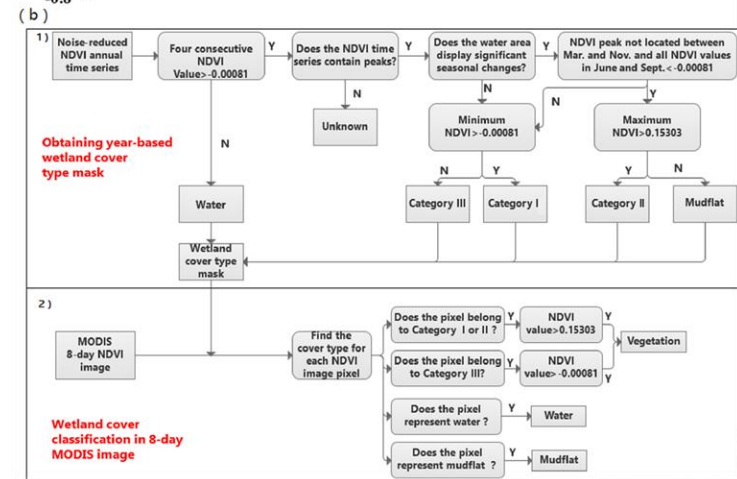 (b)
1)
Noise-reduced
NDVI annual
time series
Four consecutive
NDVI
Value>-0.00081
Y
Does the NDVI time
series contain peaks?
Y
Does the water area
display significant
seasonal changes?
Y
NDVI peak not located between
Mar. and Nov. and all NDVI values
in June and Sept.<-0.00081
N
N
N
Y
Unknown
Minimum
NDVI>-0.00081
Maximum
NDVI>0.15303
Obtaining year-based
wetland cover
type mask
N
N
Y
Y
N
Water
Category III
Category I
Category II
Mudflat
Wetland
cover type
mask
2)
MODIS
8-day NDVI
image
Find the
cover type for
each NDVI
image pixel
Does the pixel belong
to Category I or II ?
Y
NDVI
value>0.15303
Y
Vegetation
Does the pixel belong
to Category III?
Y
NDVI
value> -0.00081
Y
Does the pixel
represent water ?
Y
Water
Does the pixel
represent mudflat ?
Y
Mudflat
Wetland cover
classification in 8-day
MODIS image